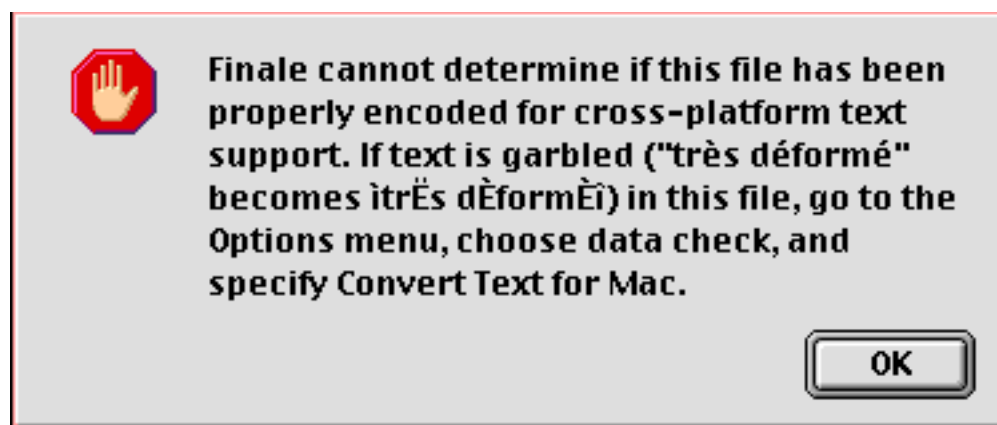 Finale cannot determine if this file has been
properly encoded for cross-platform text
support. If text is garbled ("très déformé"
becomes ìtrËs dÈformÈî) in this file, go to the
Options menu, choose data check, and
specify Convert Text for Mac.
OK